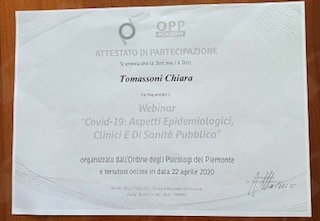 OPP
ACADEMY
ATTESTATO DI PARTECIPAZIONE
Si attesta che la Dott.ssa / il Dott.
Tomassoni Chiara
ha frequentato il
Webinar
"Covid-19: Aspetti Epidemiologici,
Clinici E Di Sanità Pubblica"
organizzato dall'Ordine degli Psicologi del Piemonte
e tenutosi online in data 22 aprile 2020